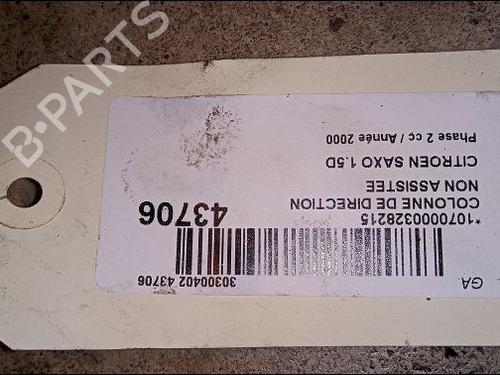 B-PARTS
GA
30300402 43706
*1070000328215
COLONNE DE DIRECTION
43706
NON ASSISTEE
CITROEN SAXO 1.5D
Phase 2 cc / Année 2000